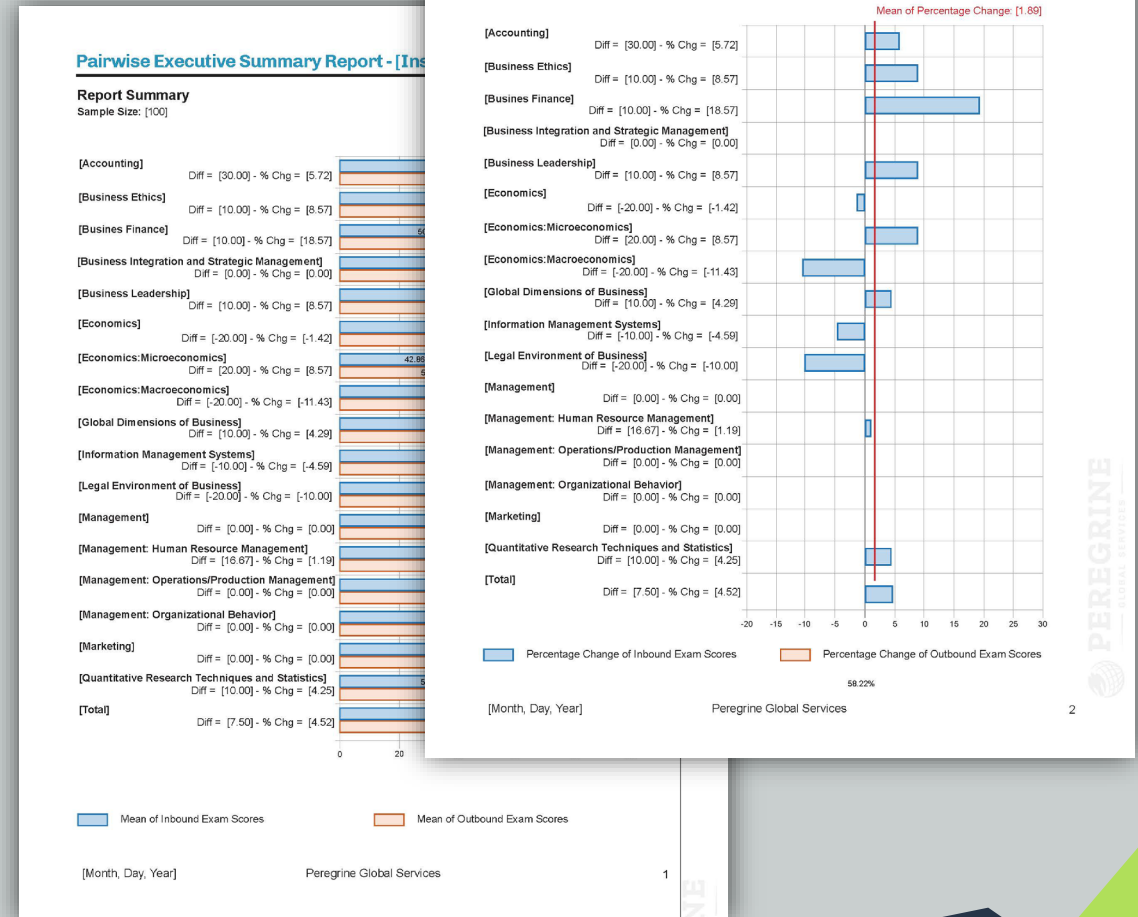 Pairwise Executive Summary Report - [Ins
Report Summary
Sample Size: [100]
[Accounting]
Diff = [30.00] - % Chg = [5.72]
[Business Ethics]
Diff = [10.00] - % Chg = [8.57]
[Busines Finance]
Diff = [10.00] - % Chg = [18.57]
[Business Integration and Strategic Management]
Diff = [0.00] - % Chg = [0.00]
[Business Leadership]
Diff = [10.00] - % Chg = [8.57]
[Economics]
Diff = [-20.00] - % Chg = [-1.42]
[Economics:Microeconomics]
Diff = [20.00] - % Chg = [8.57]
42.86
[Economics:Macroeconomics]
Diff = [-20.00] - % Chg = [-11.43]
[Global Dimensions of Business]
Diff = [10.00] - % Chg = [4.29]
[Information Management Systems]
Diff = [-10.00] - % Chg = [-4.59]
[Legal Environment of Business]
Diff = [-20.00] - % Chg = [-10.00]
[Management]
Diff = [0.00] - % Chg = [0.00]
[Management: Human Resource Management]
Diff = [16.67] - % Chg = [1.19]
[Management: Operations/Production Management]
Diff = [0.00] - % Chg = [0.00]
[Management: Organizational Behavior]
Diff = [0.00] - % Chg = [0.00]
[Marketing]
Diff = [0.00] - % Chg = [0.00]
[Quantitative Research Techniques and Statistics]
Diff = [10.00] - % Chg = [4.25]
[Total]
Diff = [7.50] - % Chg = [4.52]
0 20
Mean of Inbound Exam Scores Mean of Outbound Exam Scores
[Month, Day, Year] Peregrine Global Services 1
Mean of Percentage Change: [1.89]
[Accounting]
Diff = [30.00] - % Chg = [5.72]
[Business Ethics]
Diff = [10.00] - % Chg = [8.57]
[Busines Finance]
Diff = [10.00] - % Chg = [18.57]
[Business Integration and Strategic Management]
Diff = [0.00] - % Chg = [0.00]
[Business Leadership]
Diff = [10.00] - % Chg = [8.57]
[Economics]
Diff = [-20.00] - % Chg = [-1.42]
[Economics:Microeconomics]
Diff = [20.00] - % Chg = [8.57]
[Economics:Macroeconomics]
Diff = [-20.00] - % Chg = [-11.43]
[Global Dimensions of Business]
Diff = [10.00] - % Chg = [4.29]
[Information Management Systems]
Diff = [-10.00] - % Chg = [-4.59]
[Legal Environment of Business]
Diff = [-20.00] - % Chg = [-10.00]
[Management]
Diff = [0.00] - % Chg = [0.00]
[Management: Human Resource Management]
Diff = [16.67] - % Chg = [1.19]
[Management: Operations/Production Management]
Diff = [0.00] - % Chg = [0.00]
[Management: Organizational Behavior]
Diff = [0.00] - % Chg = [0.00]
[Marketing]
Diff = [0.00] - % Chg = [0.00]
[Quantitative Research Techniques and Statistics]
Diff = [10.00] - % Chg = [4.25]
[Total]
Diff = [7.50] - % Chg = [4.52]
-20 -15 -10 -5 0 5 10 15 20 25 30
Percentage Change of Inbound Exam Scores Percentage Change of Outbound Exam Scores
58.22%
[Month, Day, Year] Peregrine Global Services 2
PEREGRINE
GLOBAL SERVICES